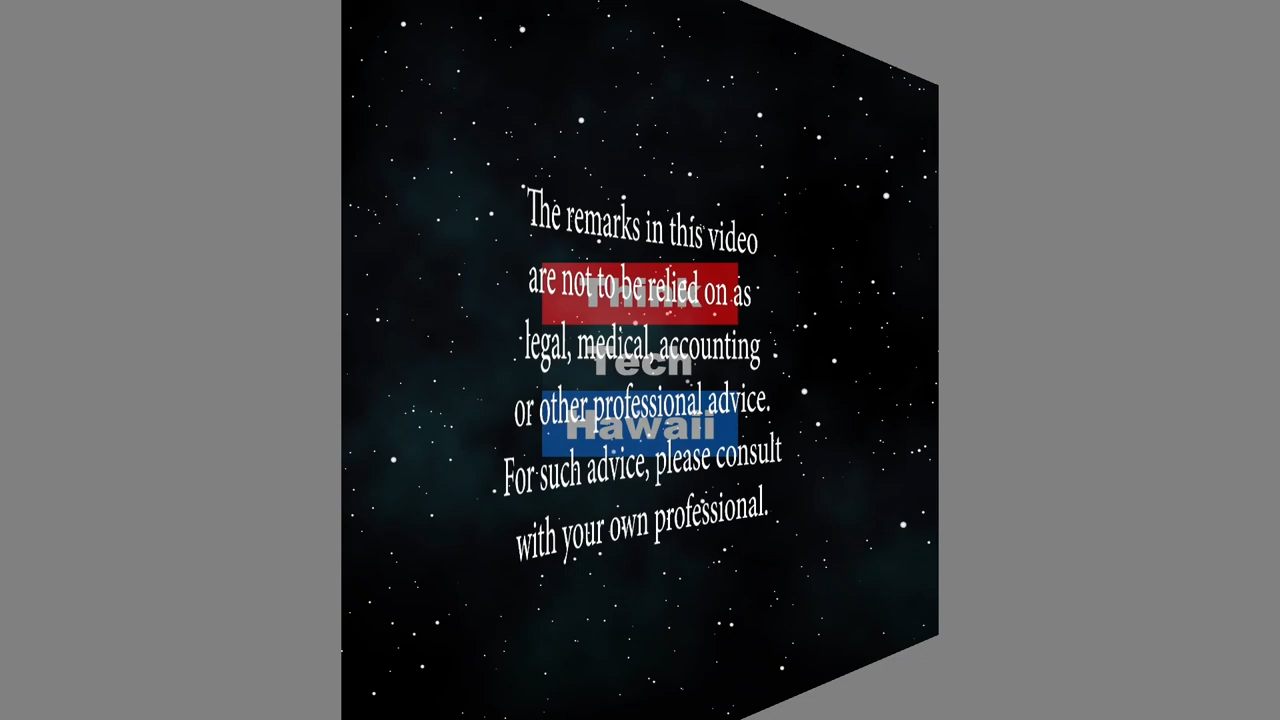 The remarks in this video
are not to be relied on as
legal, medical, accounting
or other professional advice.
For such advice, please consult
with your own professional.
Think
Tech
Hawaii